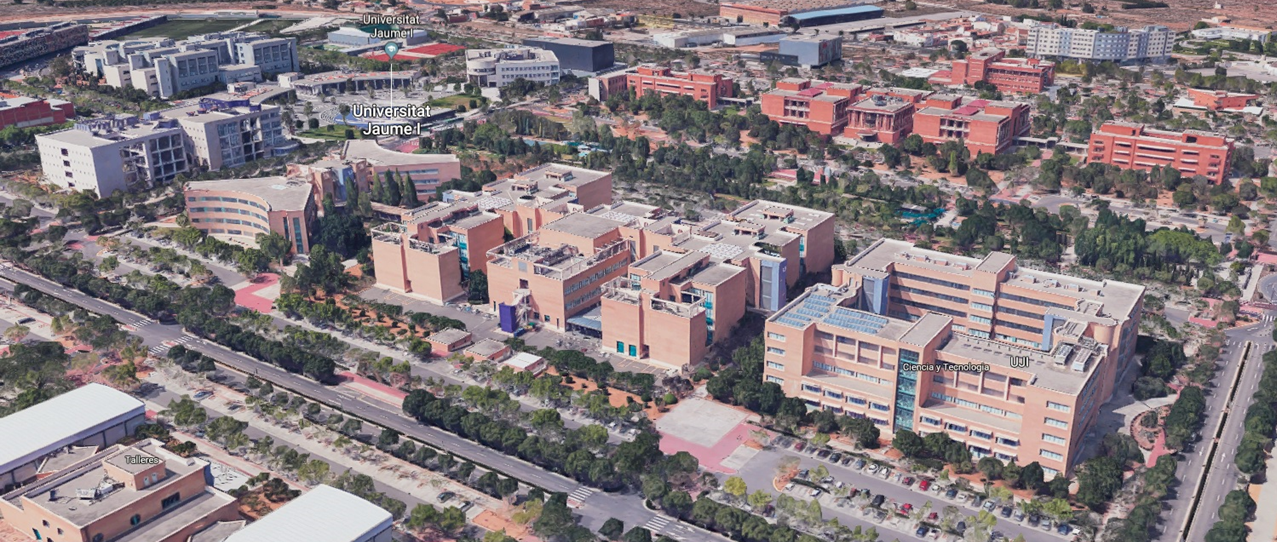 Universitat
Jaume I
Universitat
Jaume I
Ciencia y Tecnología
UJI
Talleres